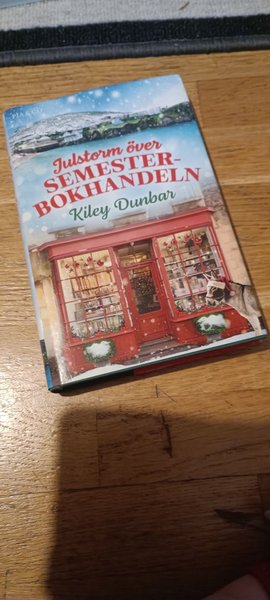 Julstorm över
SEMESTER-
BOKHANDELN
Kiley Dunbar